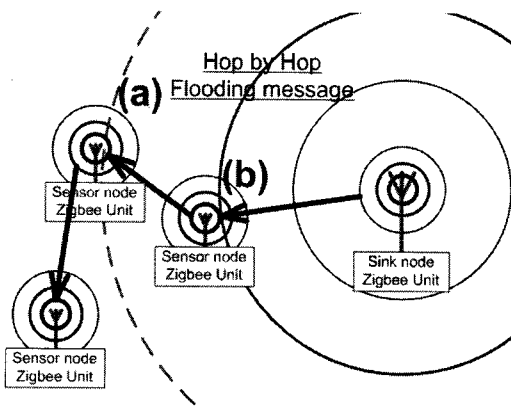 Hop by Hop
Flooding message
(a)
(b)
Sensor node
Zigbee Unit
Sensor node
Zigbee Unit
Sink node
Zigbee Unit
Sensor node
Zigbee Unit